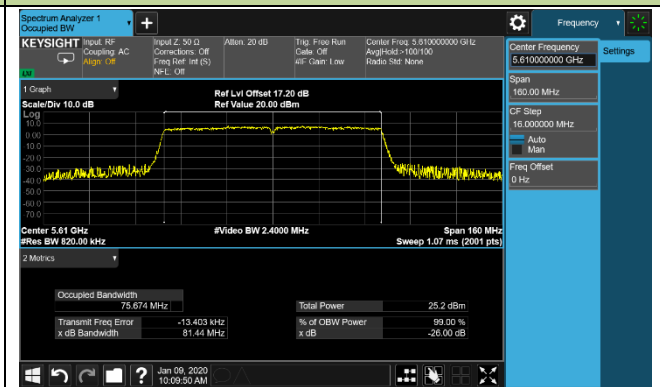 Spectrum Analyzer 1
Occupied BW
+
Frequency
KEYSIGHT
Input: RF
Coupling: AC
Align: Off
Input Z: 50 Ω
Corrections: Off
Freq Ref: Int (S)
NFE: Off
Atten: 20 dB
Trig: Free Run
Gate: Off
#IF Gain: Low
Center Freq: 5.610000000 GHz
Avg|Hold:>100/100
Radio Std: None
LXI
Center Frequency
5.610000000 GHz
Settings
Span
160.00 MHz
CF Step
16.000000 MHz
Auto
Man
Freq Offset
0 Hz
1 Graph
Scale/Div 10.0 dB
Ref Lvl Offset 17.20 dB
Ref Value 20.00 dBm
Log
10.0
0.00
-10.0
-20.0
-30.0
-40.0
-50.0
-60.0
-70.0
Center 5.61 GHz
#Res BW 820.00 kHz
#Video BW 2.4000 MHz
Span 160 MHz
Sweep 1.07 ms (2001 pts)
2 Metrics
Occupied Bandwidth
75.674 MHz
Total Power 25.2 dBm
Transmit Freq Error -13.403 kHz
% of OBW Power 99.00 %
x dB Bandwidth 81.44 MHz
x dB -26.00 dB
?
Jan 09, 2020
10:09:50 AM